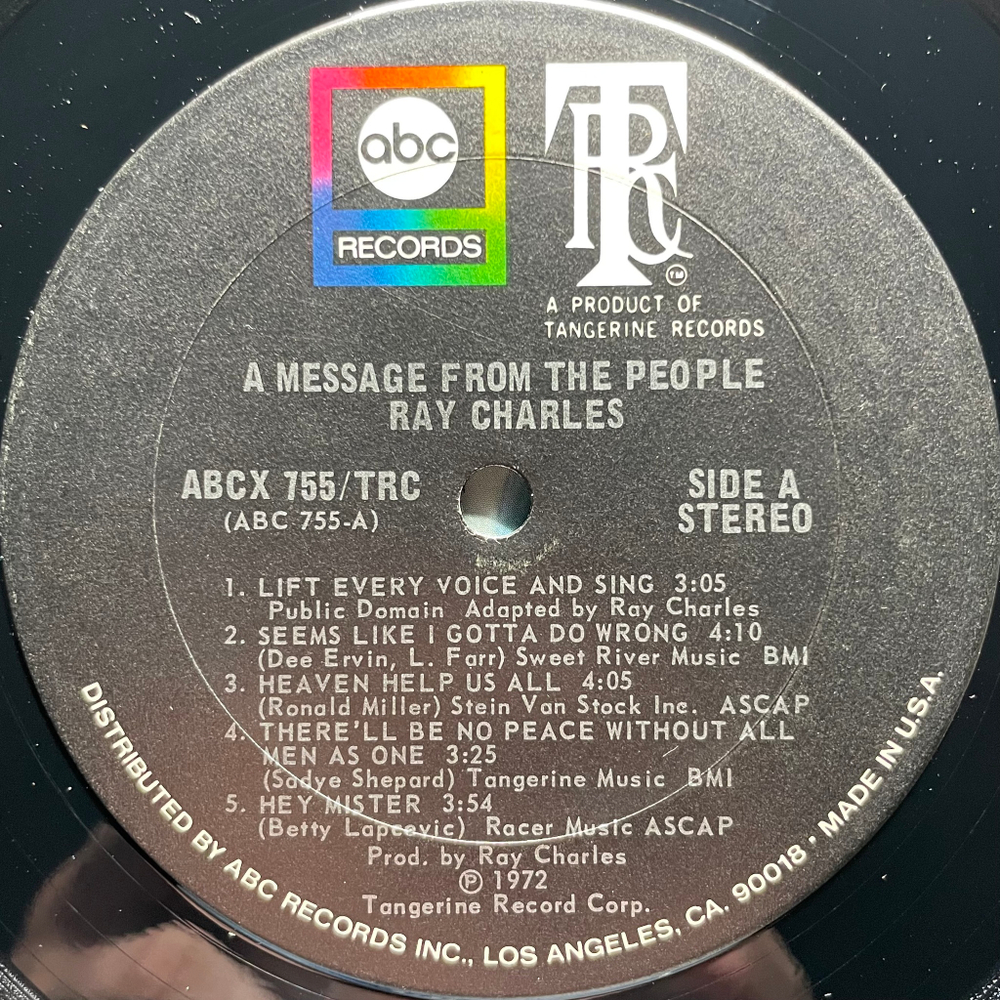 abc
RECORDS
TRC
TM
A PRODUCT OF
TANGERINE RECORDS
A MESSAGE FROM THE PEOPLE
RAY CHARLES
ABCX 755/TRC
(ABC 755-A)
SIDE A
STEREO
1. LIFT EVERY VOICE AND SING 3:05
Public Domain Adapted by Ray Charles
2. SEEMS LIKE I GOTTA DO WRONG 4:10
(Dee Ervin, L. Farr) Sweet River Music BMI
3. HEAVEN HELP US ALL 4:05
(Ronald Miller) Stein Van Stock Inc. ASCAP
4. THERE'LL BE NO PEACE WITHOUT ALL
MEN AS ONE 3:25
(Sadye Shepard) Tangerine Music BMI
5. HEY MISTER 3:54
(Betty Lapcevic) Racer Music ASCAP
Prod. by Ray Charles
Ⓟ 1972
Tangerine Record Corp.
DISTRIBUTED BY ABC RECORDS INC., LOS ANGELES, CA. 90018 • MADE IN U.S.A.